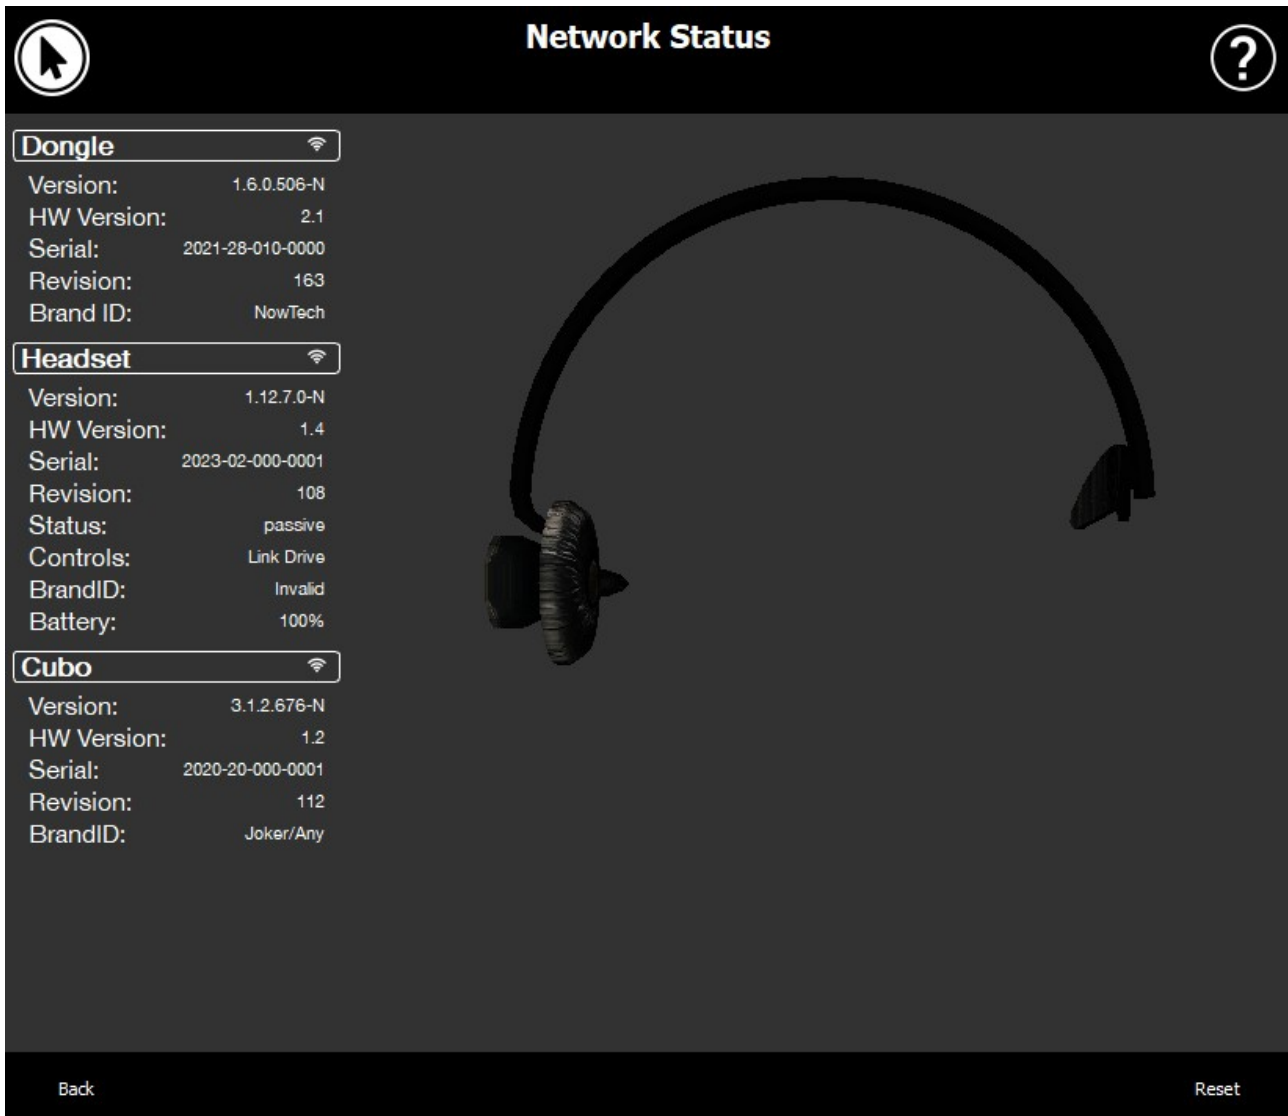 Network Status
?
Dongle
Version: 1.6.0.506-N
HW Version: 2.1
Serial: 2021-28-010-0000
Revision: 163
Brand ID: NowTech
Headset
Version: 1.12.7.0-N
HW Version: 1.4
Serial: 2023-02-000-0001
Revision: 108
Status: passive
Controls: Link Drive
BrandID: Invalid
Battery: 100%
Cubo
Version: 3.1.2.676-N
HW Version: 1.2
Serial: 2020-20-000-0001
Revision: 112
BrandID: Joker/Any
Back Reset